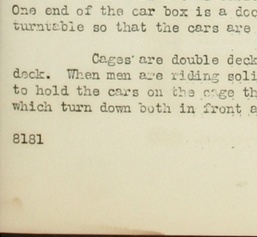 One end of the car box is a doo
turntable so that the cars are
Cages are double deck
deck. When men are riding soli
to hold the cars on the cage th
which turn down both in front a
8181